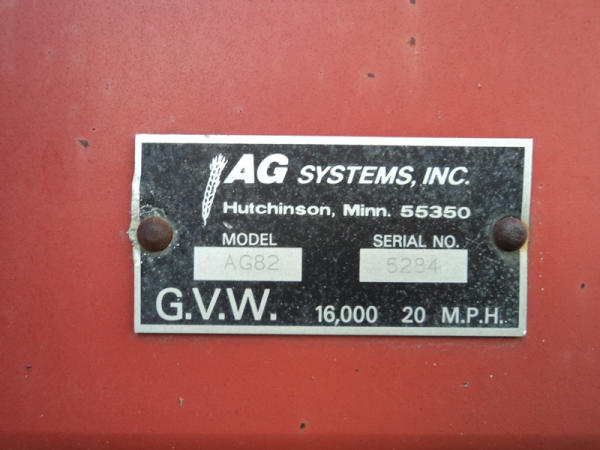 AG SYSTEMS, INC.
Hutchinson, Minn. 55350
MODEL SERIAL NO.
AG82 5284
G.V.W. 16,000 20 M.P.H.